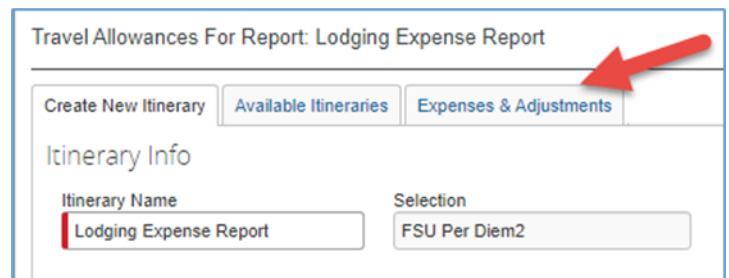 Travel Allowances For Report: Lodging Expense Report
Create New Itinerary Available Itineraries Expenses & Adjustments
Itinerary Info
Itinerary Name Selection
Lodging Expense Report FSU Per Diem2